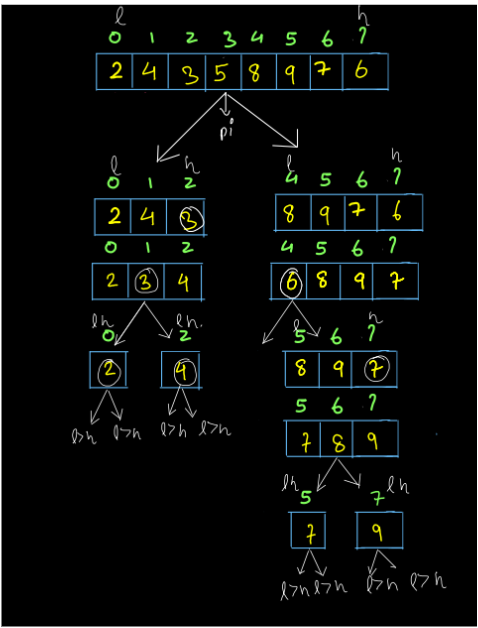 l h
0 1 2 3 4 5 6 7
2 4 3 5 8 9 7 6
pi
l h
0 1 2
2 4 3
0 1 2
2 3 4
lh lh.
0 2
2 4
l>h l>h l>h l>h
l h
4 5 6 7
8 9 7 6
4 5 6 7
6 8 9 7
l h
5 6 7
8 9 7
5 6 7
7 8 9
lh lh
5 7
7 9
l>h l>h l>h l>h